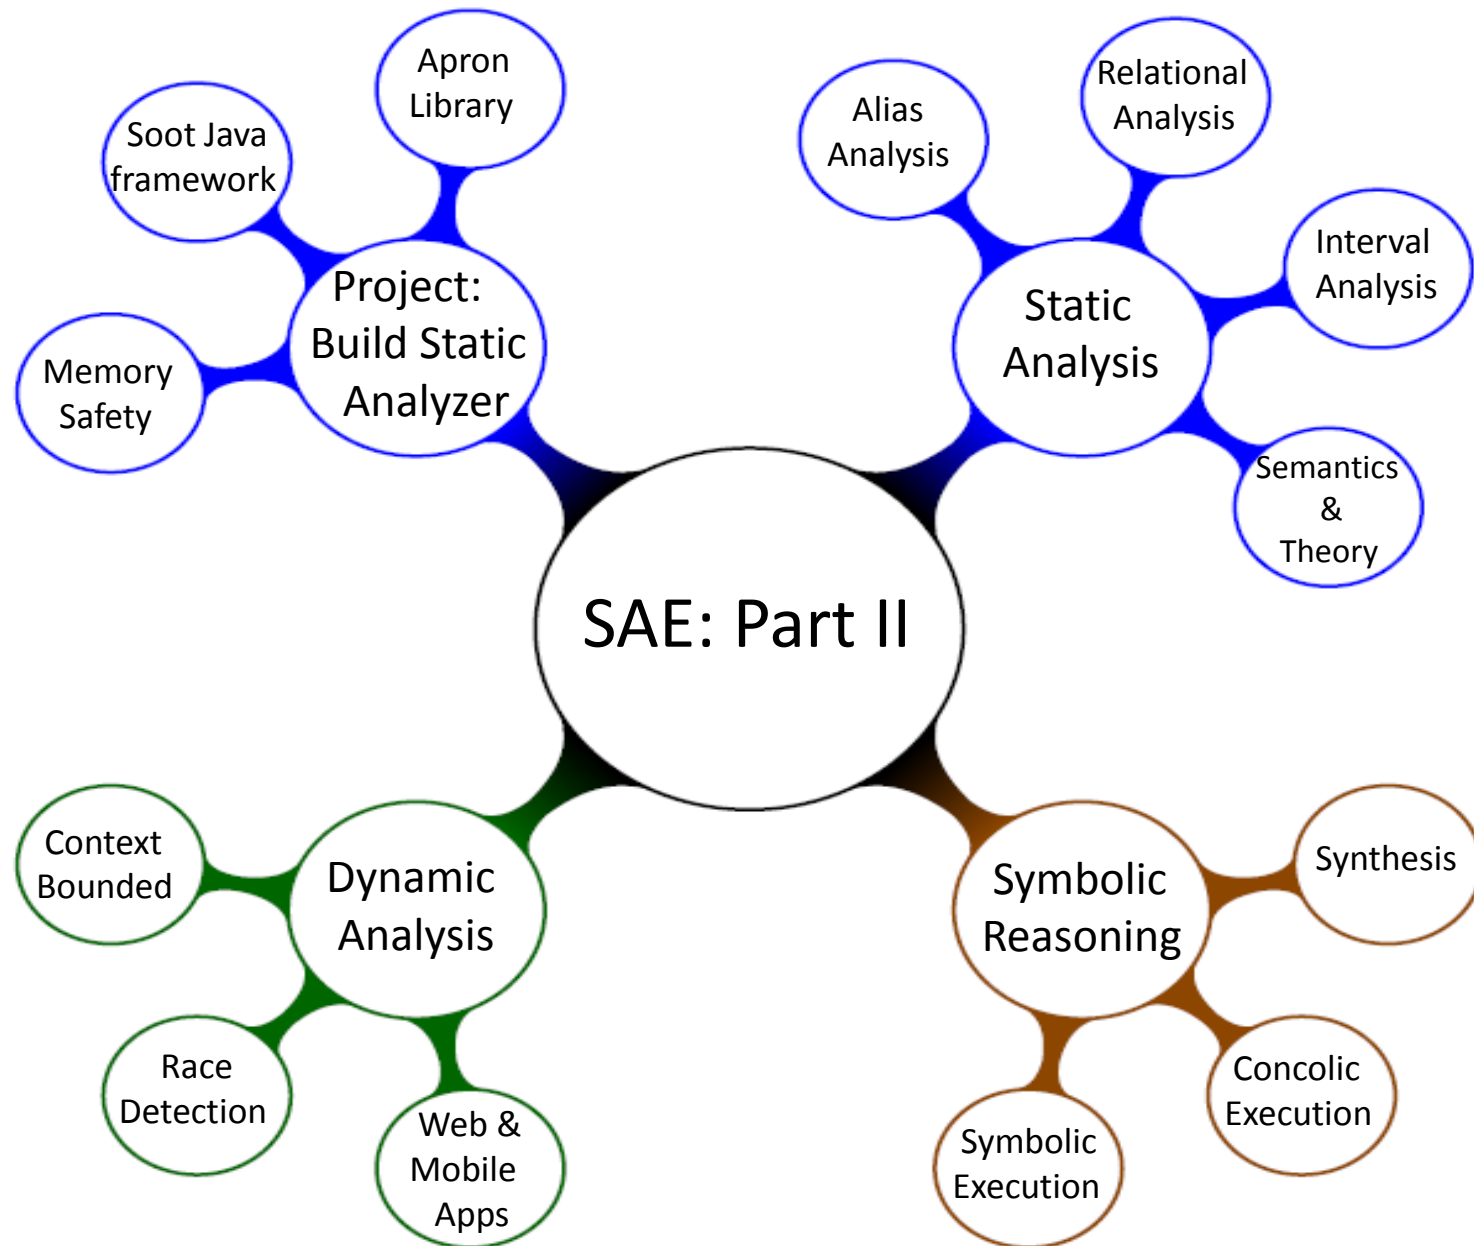 Apron
Library
Soot Java
framework
Memory
Safety
Project:
Build Static
Analyzer
Alias
Analysis
Relational
Analysis
Interval
Analysis
Semantics
&
Theory
Static
Analysis
SAE: Part II
Context
Bounded
Race
Detection
Web &
Mobile
Apps
Dynamic
Analysis
Symbolic
Reasoning
Synthesis
Concolic
Execution
Symbolic
Execution